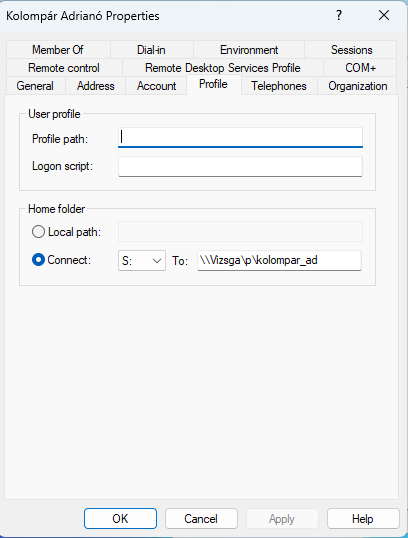 Kolompár Adrianó Properties
?
Member Of Dial-in Environment Sessions
Remote control Remote Desktop Services Profile COM+
General Address Account Profile Telephones Organization
User profile
Profile path:
Logon script:
Home folder
Local path:
Connect: S: To: \\Vizsga\p\kolompar_ad
OK Cancel Apply Help